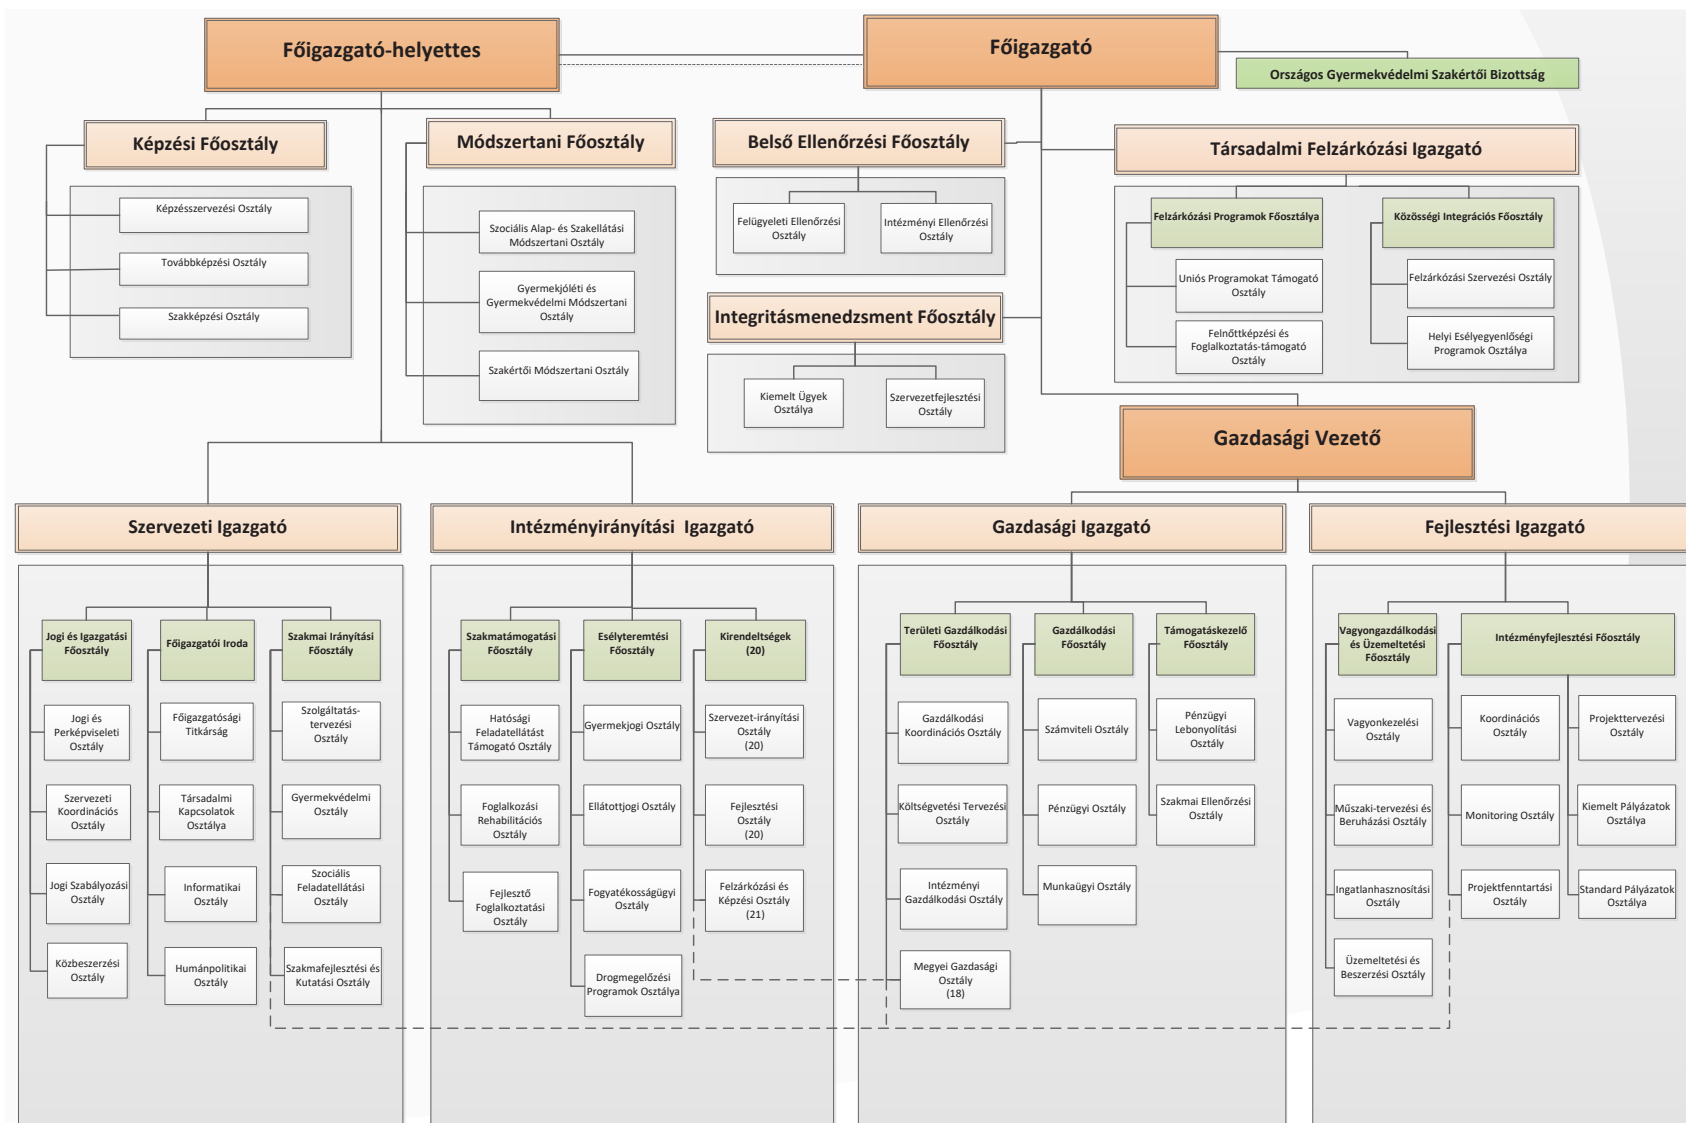 Főigazgató-helyettes
Főigazgató
Országos Gyermekvédelmi Szakértői Bizottság
Képzési Főosztály
Képzésszervezési Osztály
Továbbképzési Osztály
Szakképzési Osztály
Módszertani Főosztály
Szociális Alap- és Szakellátási
Módszertani Osztály
Gyermekjóléti és
Gyermekvédelmi Módszertani
Osztály
Szakértői Módszertani Osztály
Belső Ellenőrzési Főosztály
Felügyeleti Ellenőrzési
Osztály
Intézményi Ellenőrzési
Osztály
Integritásmenedzsment Főosztály
Kiemelt Ügyek
Osztálya
Szervezetfejlesztési
Osztály
Társadalmi Felzárkózási Igazgató
Felzárkózási Programok Főosztálya
Uniós Programokat Támogató
Osztály
Felnőttképzési és
Foglalkoztatás-támogató
Osztály
Közösségi Integrációs Főosztály
Felzárkózási Szervezési Osztály
Helyi Esélyegyenlőségi
Programok Osztálya
Gazdasági Vezető
Szervezeti Igazgató
Jogi és Igazgatási
Főosztály
Jogi és
Perképviseleti
Osztály
Szervezeti
Koordinációs
Osztály
Jogi Szabályozási
Osztály
Közbeszerzési
Osztály
Főigazgatói Iroda
Főigazgatósági
Titkárság
Társadalmi
Kapcsolatok
Osztálya
Informatikai
Osztály
Humánpolitikai
Osztály
Szakmai Irányítási
Főosztály
Szolgáltatás-
tervezési
Osztály
Gyermekvédelmi
Osztály
Szociális
Feladatellátási
Osztály
Szakmafejlesztési és
Kutatási Osztály
Intézményirányítási Igazgató
Szakmatámogatási
Főosztály
Hatósági
Feladatellátást
Támogató Osztály
Foglalkozási
Rehabilitációs
Osztály
Fejlesztő
Foglalkoztatási
Osztály
Esélyteremtési
Főosztály
Gyermekjogi Osztály
Ellátottjogi Osztály
Fogyatékosságügyi
Osztály
Drogmegelőzési
Programok Osztálya
Kirendeltségek
(20)
Szervezet-irányítási
Osztály
(20)
Fejlesztési
Osztály
(20)
Felzárkózási és
Képzési Osztály
(21)
Gazdasági Igazgató
Területi Gazdálkodási
Főosztály
Gazdálkodási
Koordinációs Osztály
Költségvetési Tervezési
Osztály
Intézményi
Gazdálkodási Osztály
Megyei Gazdasági
Osztály
(18)
Gazdálkodási
Főosztály
Számviteli Osztály
Pénzügyi Osztály
Munkaügyi Osztály
Támogatáskezelő
Főosztály
Pénzügyi
Lebonyolítási
Osztály
Szakmai Ellenőrzési
Osztály
Fejlesztési Igazgató
Vagyongazdálkodási
és Üzemeltetési
Főosztály
Vagyonkezelési
Osztály
Műszaki-tervezési és
Beruházási Osztály
Ingatlanhasznosítási
Osztály
Üzemeltetési és
Beszerzési Osztály
Intézményfejlesztési Főosztály
Koordinációs
Osztály
Monitoring Osztály
Projektfenntartási
Osztály
Projekttervezési
Osztály
Kiemelt Pályázatok
Osztálya
Standard Pályázatok
Osztálya